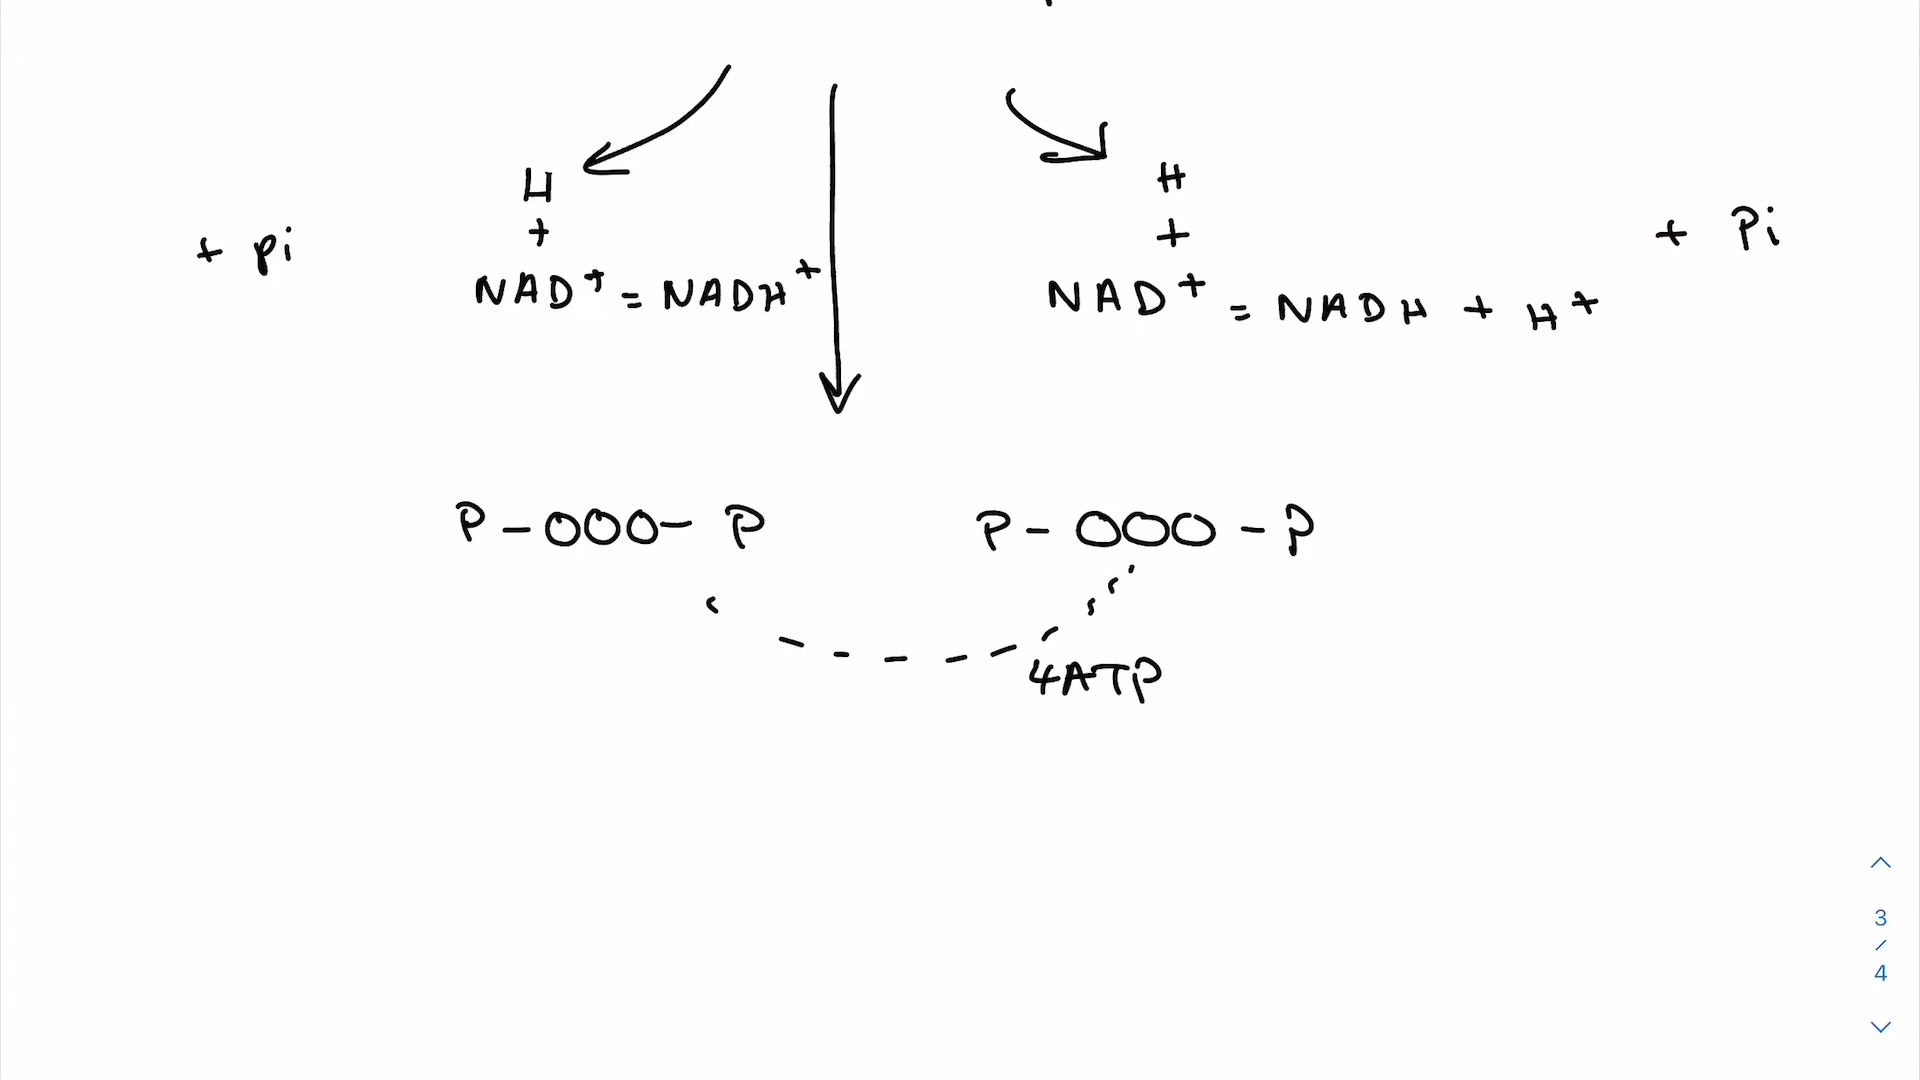 H H
+ pi + + + Pi
NAD⁺ = NADH⁺ NAD⁺ = NADH + H⁺
P-OOO-P P-OOO-P
4ATP
3
/
4